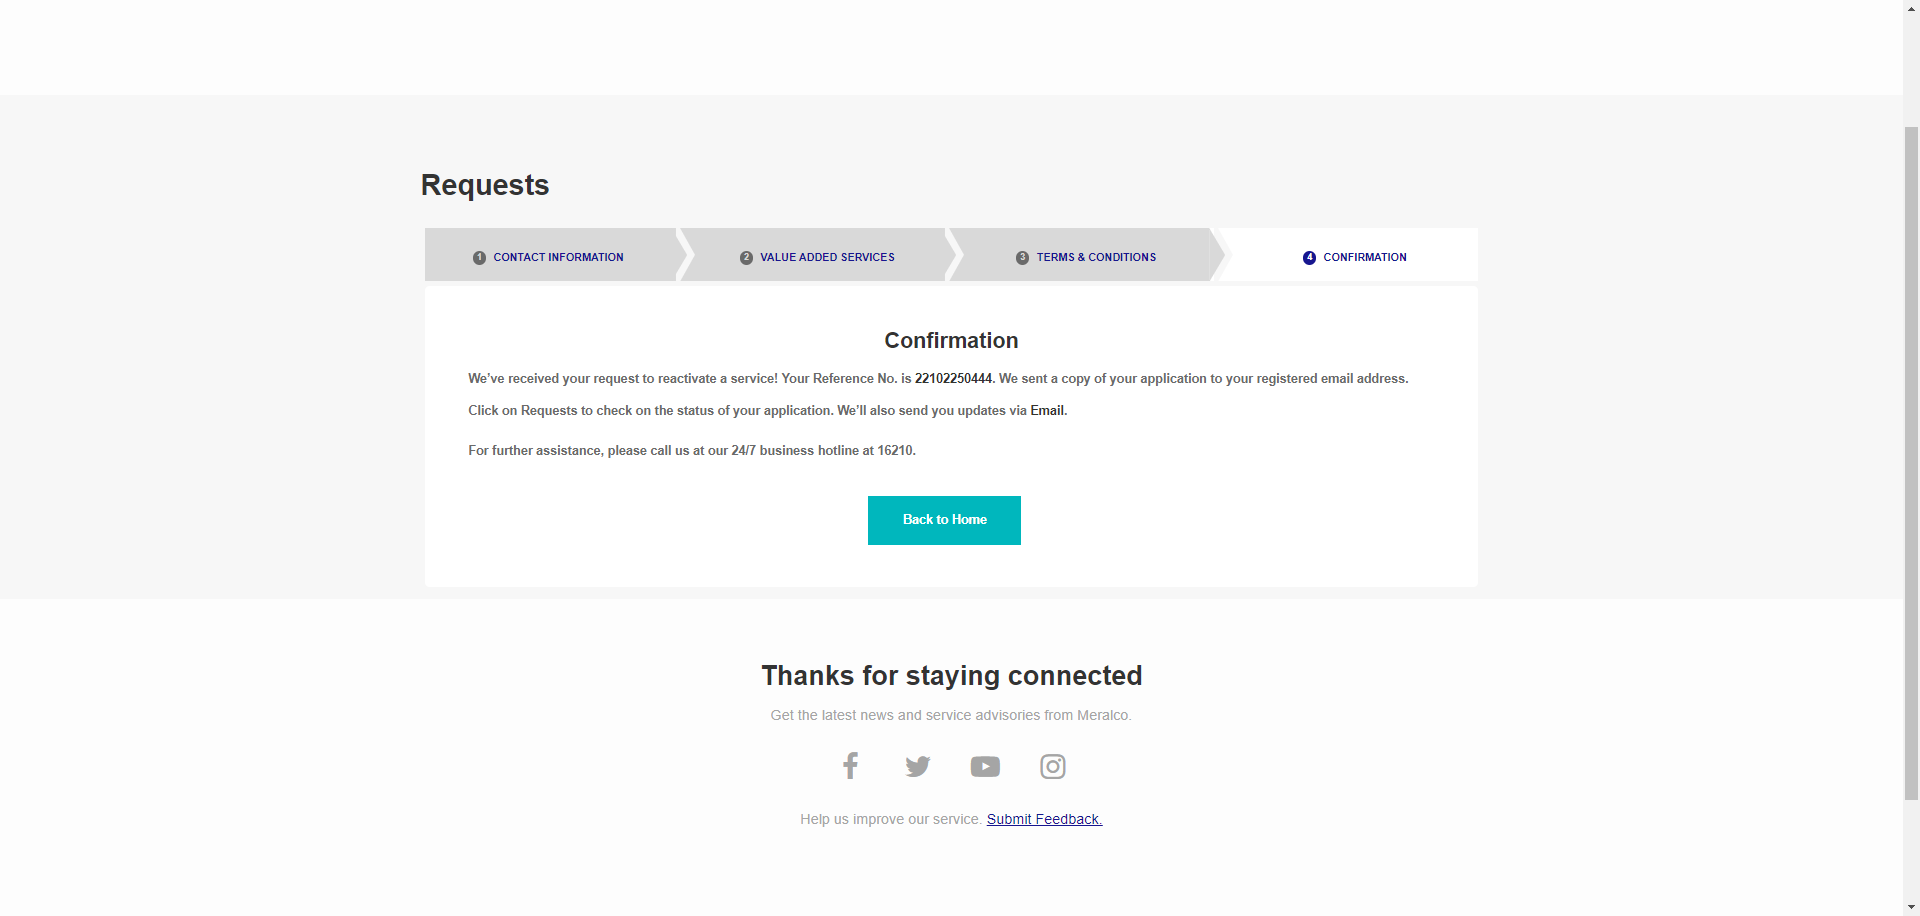 Requests
1 CONTACT INFORMATION
2 VALUE ADDED SERVICES
3 TERMS & CONDITIONS
4 CONFIRMATION
Confirmation
We’ve received your request to reactivate a service! Your Reference No. is 22102250444. We sent a copy of your application to your registered email address.
Click on Requests to check on the status of your application. We’ll also send you updates via Email.
For further assistance, please call us at our 24/7 business hotline at 16210.
Back to Home
Thanks for staying connected
Get the latest news and service advisories from Meralco.
Help us improve our service. Submit Feedback.